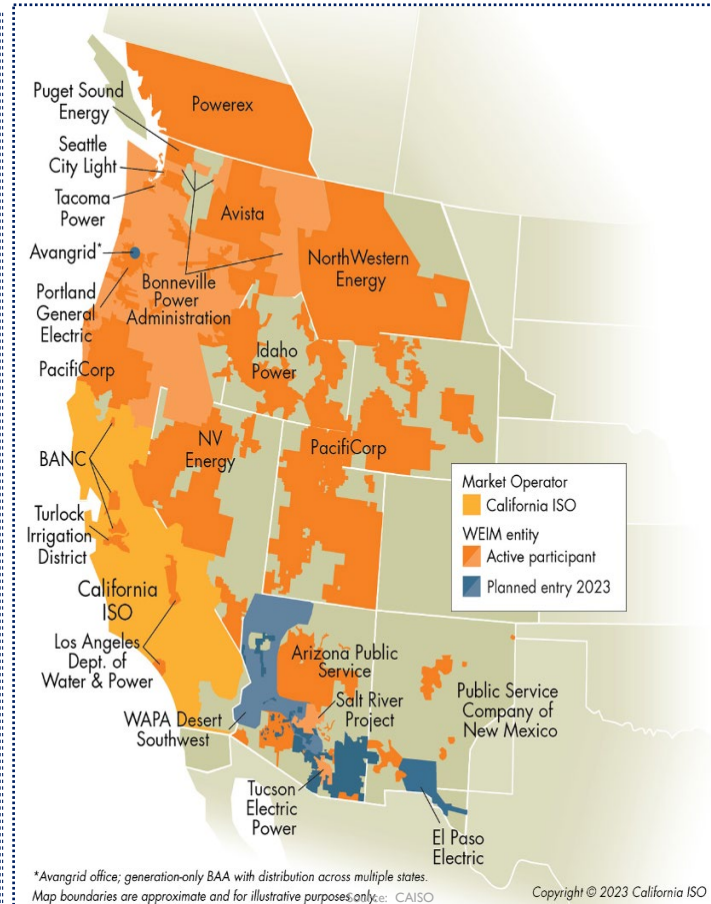 Puget Sound
Energy
Powerex
Seattle
City Light
Tacoma
Power
Avista
Avangrid*
NorthWestern
Energy
Bonneville
Power
Administration
Portland
General
Electric
Idaho
Power
PacifiCorp
NV
Energy
PacifiCorp
BANC
Market Operator
California ISO
WEIM entity
Active participant
Planned entry 2023
Turlock
Irrigation
District
California
ISO
Los Angeles
Dept. of
Water & Power
Arizona Public
Service
Salt River
Project
Public Service
Company of
New Mexico
WAPA Desert
Southwest
Tucson
Electric
Power
El Paso
Electric
*Avangrid office; generation-only BAA with distribution across multiple states.
Map boundaries are approximate and for illustrative purposes only.
Source: CAISO
Copyright © 2023 California ISO